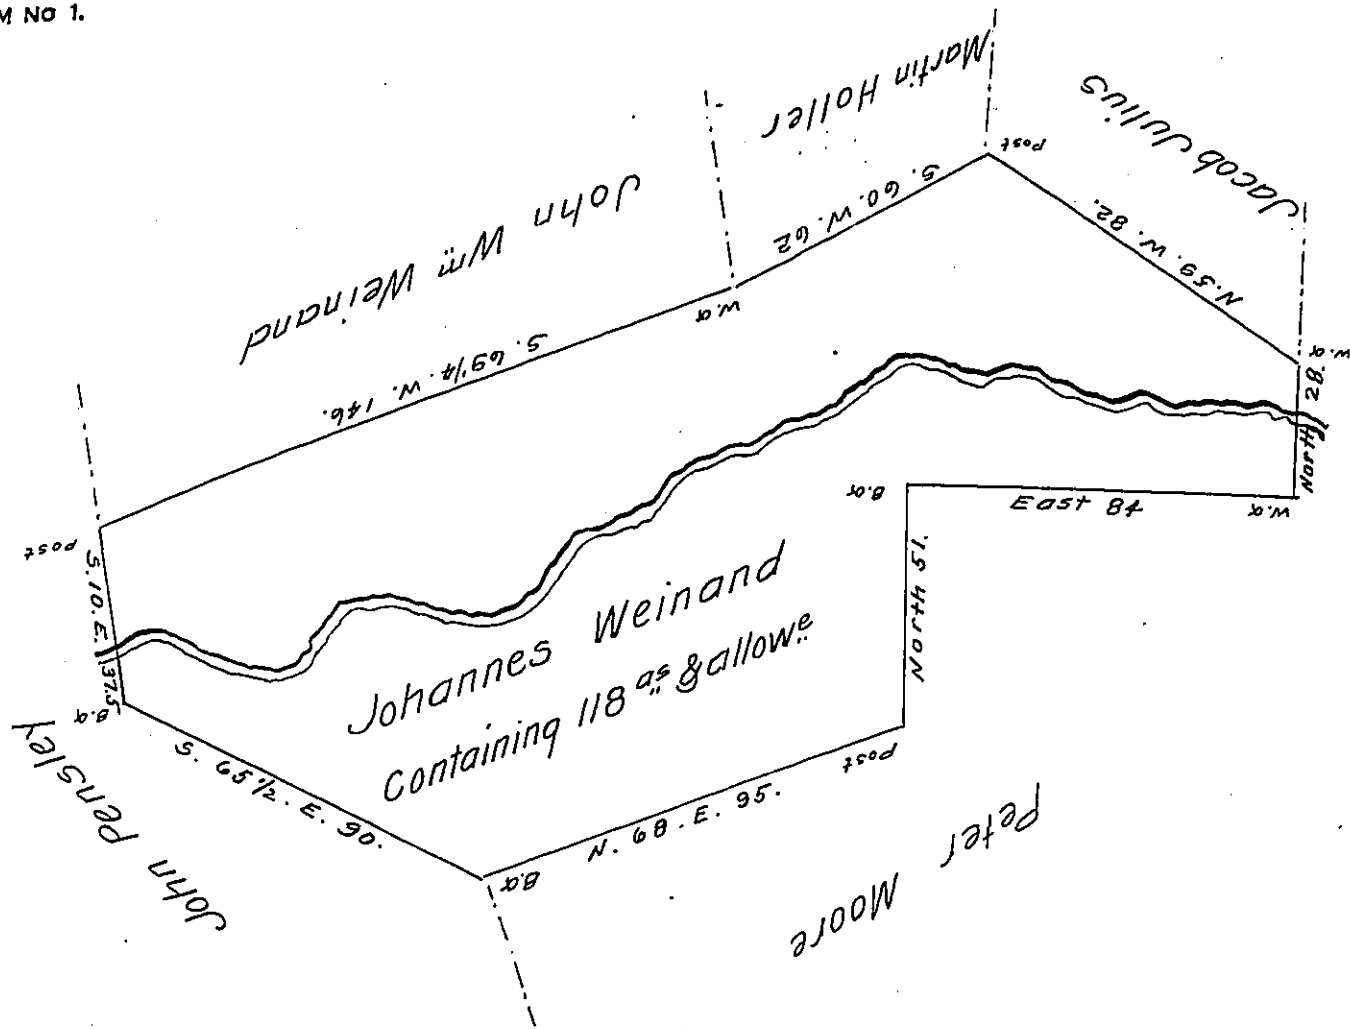 M No 1.
Martin Holler
Jacob Julius
John Wm Weinand
Post
S. 60. W. 62
N. 59. W. 82.
W.o
S. 69 1/4. W. 146.
W.o
28.
North
B.o
East 84
W.o
Post
S. 10. E. 37.5
B.o
North 51.
Johannes Weinand
Containing 118 as & allowe
John Pensley
S. 65 1/2. E. 90.
Post
N. 68. E. 95.
B.o
Peter Moore